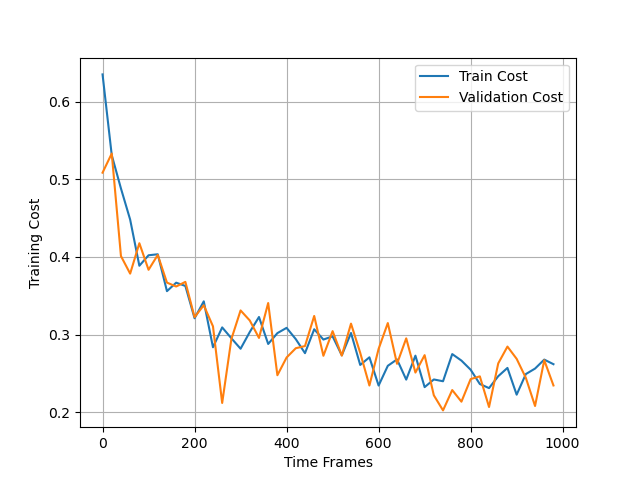 Train Cost
Validation Cost
0.6
0.5
0.4
0.3
0.2
Training Cost
0 200 400 600 800 1000
Time Frames